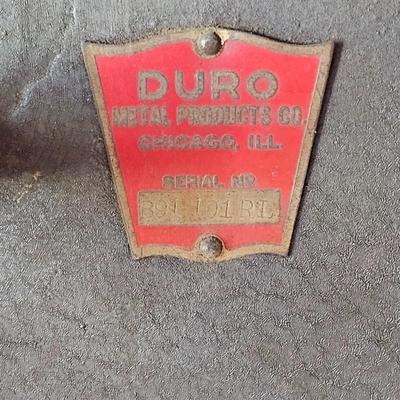 DURO
METAL PRODUCTS CO.
CHICAGO, ILL.
SERIAL NO